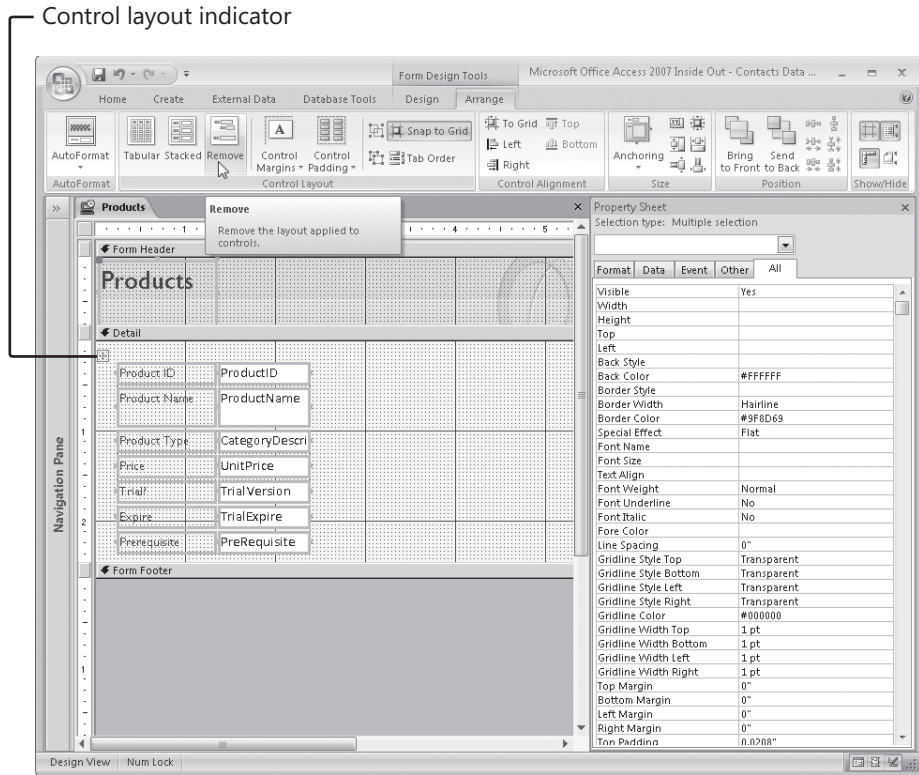 Control layout indicator
Form Design Tools
Microsoft Office Access 2007 Inside Out - Contacts Data ...
Home Create External Data Database Tools Design Arrange
AutoFormat
Tabular Stacked Remove
Control Margins
Control Padding
Snap to Grid
Tab Order
To Grid Top
Left Bottom
Right
Anchoring
Bring to Front
Send to Back
AutoFormat Control Layout Control Alignment Size Position Show/Hide
Products
Remove
Remove the layout applied to
controls.
1 4 5
Form Header
Products
Detail
Product ID ProductID
Product Name ProductName
1
Product Type CategoryDescri
Price UnitPrice
Trial? TrialVersion
2
Expire TrialExpire
Prerequisite PreRequisite
Form Footer
1
Navigation Pane
Property Sheet
Selection type: Multiple selection
Format Data Event Other All
Visible Yes
Width
Height
Top
Left
Back Style
Back Color #FFFFFF
Border Style
Border Width Hairline
Border Color #9F8D69
Special Effect Flat
Font Name
Font Size
Text Align
Font Weight Normal
Font Underline No
Font Italic No
Fore Color
Line Spacing 0"
Gridline Style Top Transparent
Gridline Style Bottom Transparent
Gridline Style Left Transparent
Gridline Style Right Transparent
Gridline Color #000000
Gridline Width Top 1 pt
Gridline Width Bottom 1 pt
Gridline Width Left 1 pt
Gridline Width Right 1 pt
Top Margin 0"
Bottom Margin 0"
Left Margin 0"
Right Margin 0"
Top Padding 0.0208"
Design View Num Lock